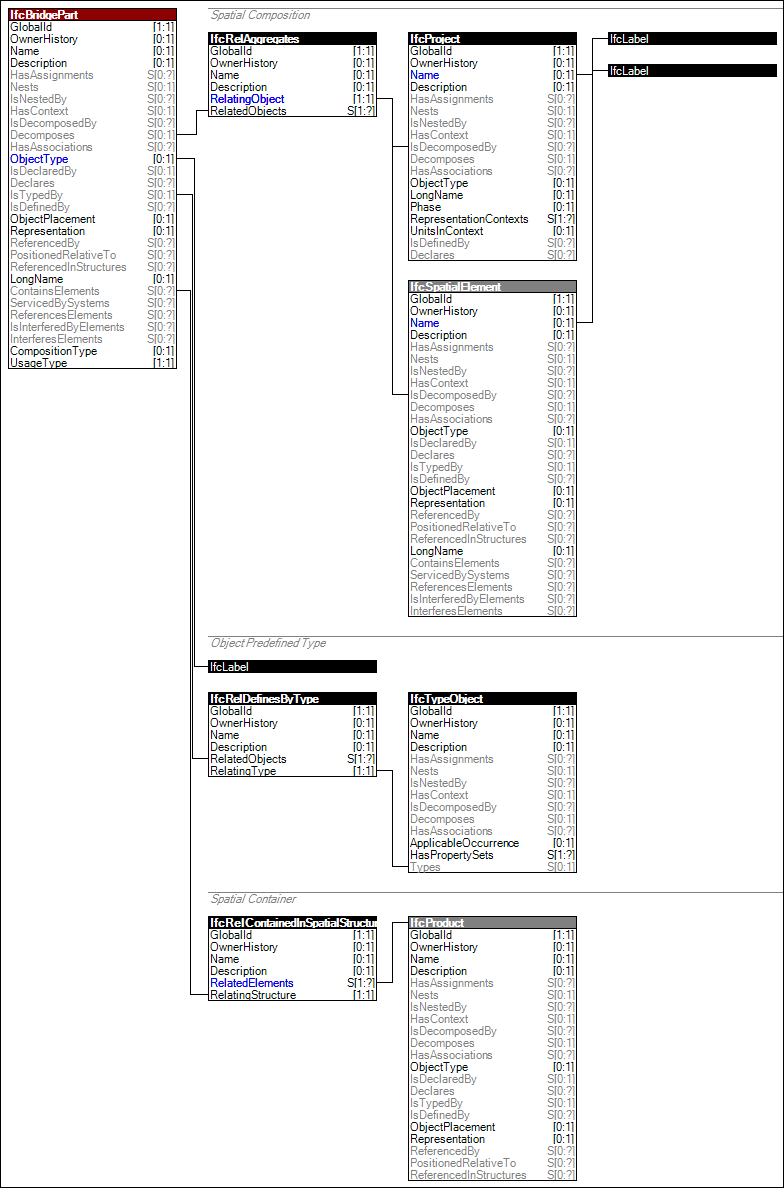 IfcBridgePart
GlobalId [1:1]
OwnerHistory [0:1]
Name [0:1]
Description [0:1]
HasAssignments S[0:?]
Nests S[0:1]
IsNestedBy S[0:?]
HasContext S[0:1]
IsDecomposedBy S[0:?]
Decomposes S[0:1]
HasAssociations S[0:?]
ObjectType [0:1]
IsDeclaredBy S[0:1]
Declares S[0:?]
IsTypedBy S[0:1]
IsDefinedBy S[0:?]
ObjectPlacement [0:1]
Representation [0:1]
ReferencedBy S[0:?]
PositionedRelativeTo S[0:?]
ReferencedInStructures S[0:?]
LongName [0:1]
ContainsElements S[0:?]
ServicedBySystems S[0:?]
ReferencesElements S[0:?]
IsInterferedByElements S[0:?]
InterferesElements S[0:?]
CompositionType [0:1]
UsageType [1:1]
Spatial Composition
IfcRelAggregates
GlobalId [1:1]
OwnerHistory [0:1]
Name [0:1]
Description [0:1]
RelatingObject [1:1]
RelatedObjects S[1:?]
IfcProject
GlobalId [1:1]
OwnerHistory [0:1]
Name [0:1]
Description [0:1]
HasAssignments S[0:?]
Nests S[0:1]
IsNestedBy S[0:?]
HasContext S[0:1]
IsDecomposedBy S[0:?]
Decomposes S[0:1]
HasAssociations S[0:?]
ObjectType [0:1]
LongName [0:1]
Phase [0:1]
RepresentationContexts S[1:?]
UnitsInContext [0:1]
IsDefinedBy S[0:?]
Declares S[0:?]
IfcLabel
IfcLabel
IfcSpatialElement
GlobalId [1:1]
OwnerHistory [0:1]
Name [0:1]
Description [0:1]
HasAssignments S[0:?]
Nests S[0:1]
IsNestedBy S[0:?]
HasContext S[0:1]
IsDecomposedBy S[0:?]
Decomposes S[0:1]
HasAssociations S[0:?]
ObjectType [0:1]
IsDeclaredBy S[0:1]
Declares S[0:?]
IsTypedBy S[0:1]
IsDefinedBy S[0:?]
ObjectPlacement [0:1]
Representation [0:1]
ReferencedBy S[0:?]
PositionedRelativeTo S[0:?]
ReferencedInStructures S[0:?]
LongName [0:1]
ContainsElements S[0:?]
ServicedBySystems S[0:?]
ReferencesElements S[0:?]
IsInterferedByElements S[0:?]
InterferesElements S[0:?]
Object Predefined Type
IfcLabel
IfcRelDefinesByType
GlobalId [1:1]
OwnerHistory [0:1]
Name [0:1]
Description [0:1]
RelatedObjects S[1:?]
RelatingType [1:1]
IfcTypeObject
GlobalId [1:1]
OwnerHistory [0:1]
Name [0:1]
Description [0:1]
HasAssignments S[0:?]
Nests S[0:1]
IsNestedBy S[0:?]
HasContext S[0:1]
IsDecomposedBy S[0:?]
Decomposes S[0:1]
HasAssociations S[0:?]
ApplicableOccurrence [0:1]
HasPropertySets S[1:?]
Types S[0:1]
Spatial Container
IfcRelContainedInSpatialStructur
GlobalId [1:1]
OwnerHistory [0:1]
Name [0:1]
Description [0:1]
RelatedElements S[1:?]
RelatingStructure [1:1]
IfcProduct
GlobalId [1:1]
OwnerHistory [0:1]
Name [0:1]
Description [0:1]
HasAssignments S[0:?]
Nests S[0:1]
IsNestedBy S[0:?]
HasContext S[0:1]
IsDecomposedBy S[0:?]
Decomposes S[0:1]
HasAssociations S[0:?]
ObjectType [0:1]
IsDeclaredBy S[0:1]
Declares S[0:?]
IsTypedBy S[0:1]
IsDefinedBy S[0:?]
ObjectPlacement [0:1]
Representation [0:1]
ReferencedBy S[0:?]
PositionedRelativeTo S[0:?]
ReferencedInStructures S[0:?]